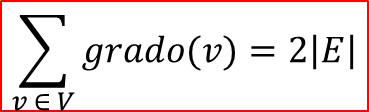 ∑ grado(v) = 2|E|
v ∈ V